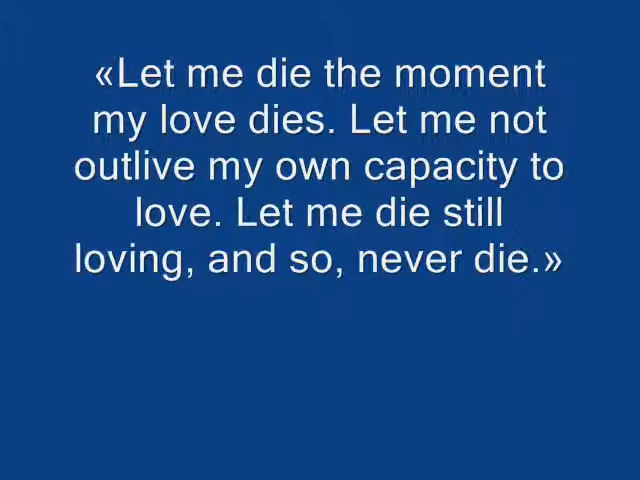 «Let me die the moment
my love dies. Let me not
outlive my own capacity to
love. Let me die still
loving, and so, never die.»